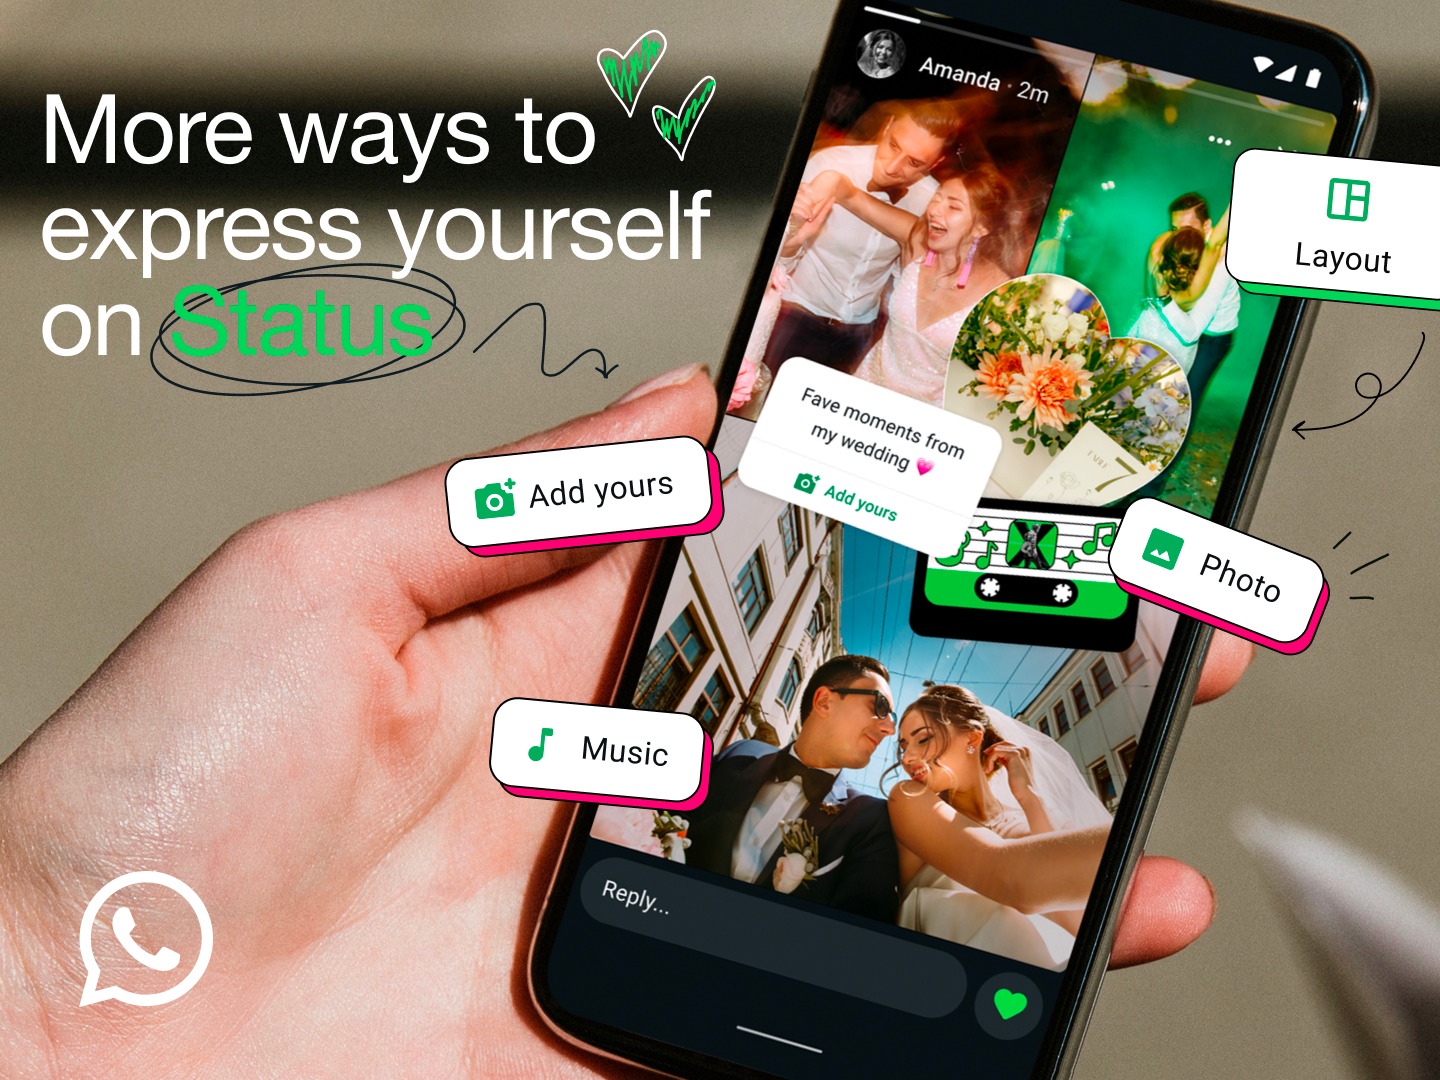 More ways to
express yourself
on Status
Amanda · 2m
Layout
Fave moments from
my wedding 💗
Add yours
Add yours
Photo
Music
7
Reply...